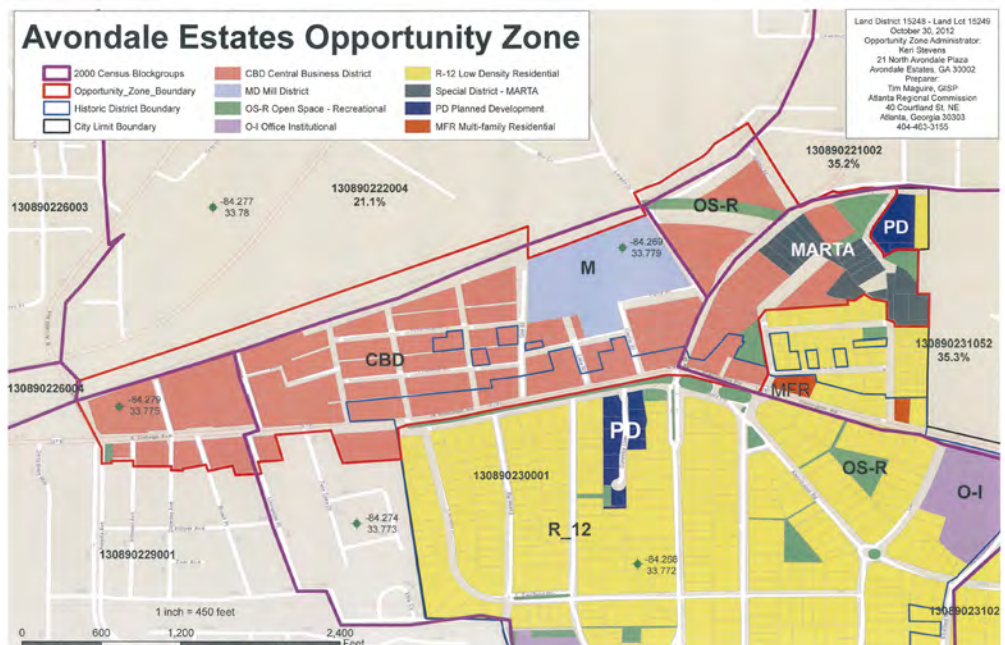 Avondale Estates Opportunity Zone
2000 Census Blockgroups
Opportunity_Zone_Boundary
Historic District Boundary
City Limit Boundary
CBD Central Business District
MD Mill District
OS-R Open Space - Recreational
O-I Office Institutional
R-12 Low Density Residential
Special District - MARTA
PD Planned Development
MFR Multi-family Residential
Land District 15248 - Land Lot 15249
October 30, 2012
Opportunity Zone Administrator:
Keri Stevens
21 North Avondale Plaza
Avondale Estates, GA 30002
Preparer:
Tim Maguire, GISP
Atlanta Regional Commission
40 Courtland St. NE
Atlanta, Georgia 30303
404-463-3155
130890221002
35.2%
130890222004
21.1%
130890226003
-84.277
33.78
OS-R
PD
MARTA
-84.269
33.779
M
130890231052
35.3%
CBD
130890226004
-84.279
33.775
MFR
PD
OS-R
O-I
130890230001
-84.274
33.773
R_12
130890229001
-84.268
33.772
13089023102
1 inch = 450 feet
0 600 1,200 2,400
Feet